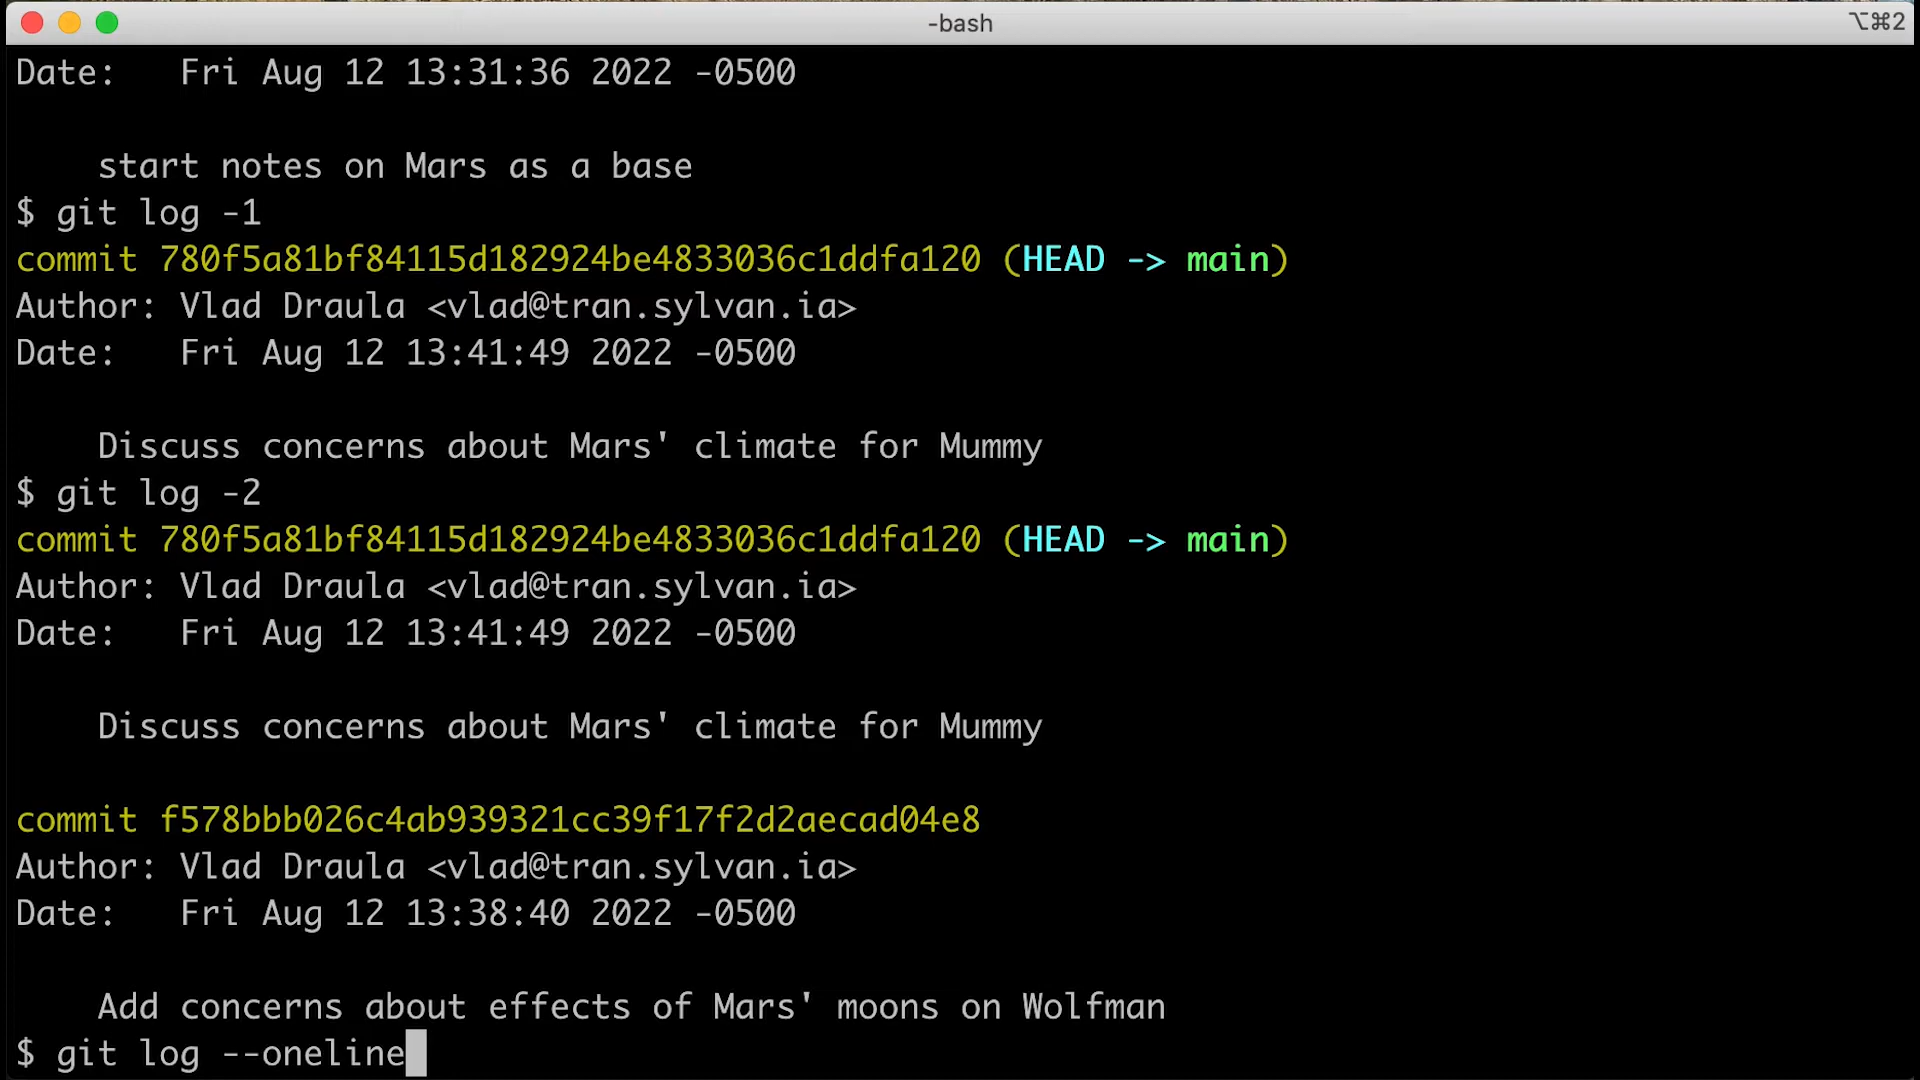 -bash
⌥⌘2
Date:   Fri Aug 12 13:31:36 2022 -0500
start notes on Mars as a base
$ git log -1
commit 780f5a81bf84115d182924be4833036c1ddfa120 (HEAD -> main)
Author: Vlad Draula <vlad@tran.sylvan.ia>
Date:   Fri Aug 12 13:41:49 2022 -0500
Discuss concerns about Mars' climate for Mummy
$ git log -2
commit 780f5a81bf84115d182924be4833036c1ddfa120 (HEAD -> main)
Author: Vlad Draula <vlad@tran.sylvan.ia>
Date:   Fri Aug 12 13:41:49 2022 -0500
Discuss concerns about Mars' climate for Mummy
commit f578bbb026c4ab939321cc39f17f2d2aecad04e8
Author: Vlad Draula <vlad@tran.sylvan.ia>
Date:   Fri Aug 12 13:38:40 2022 -0500
Add concerns about effects of Mars' moons on Wolfman
$ git log --oneline